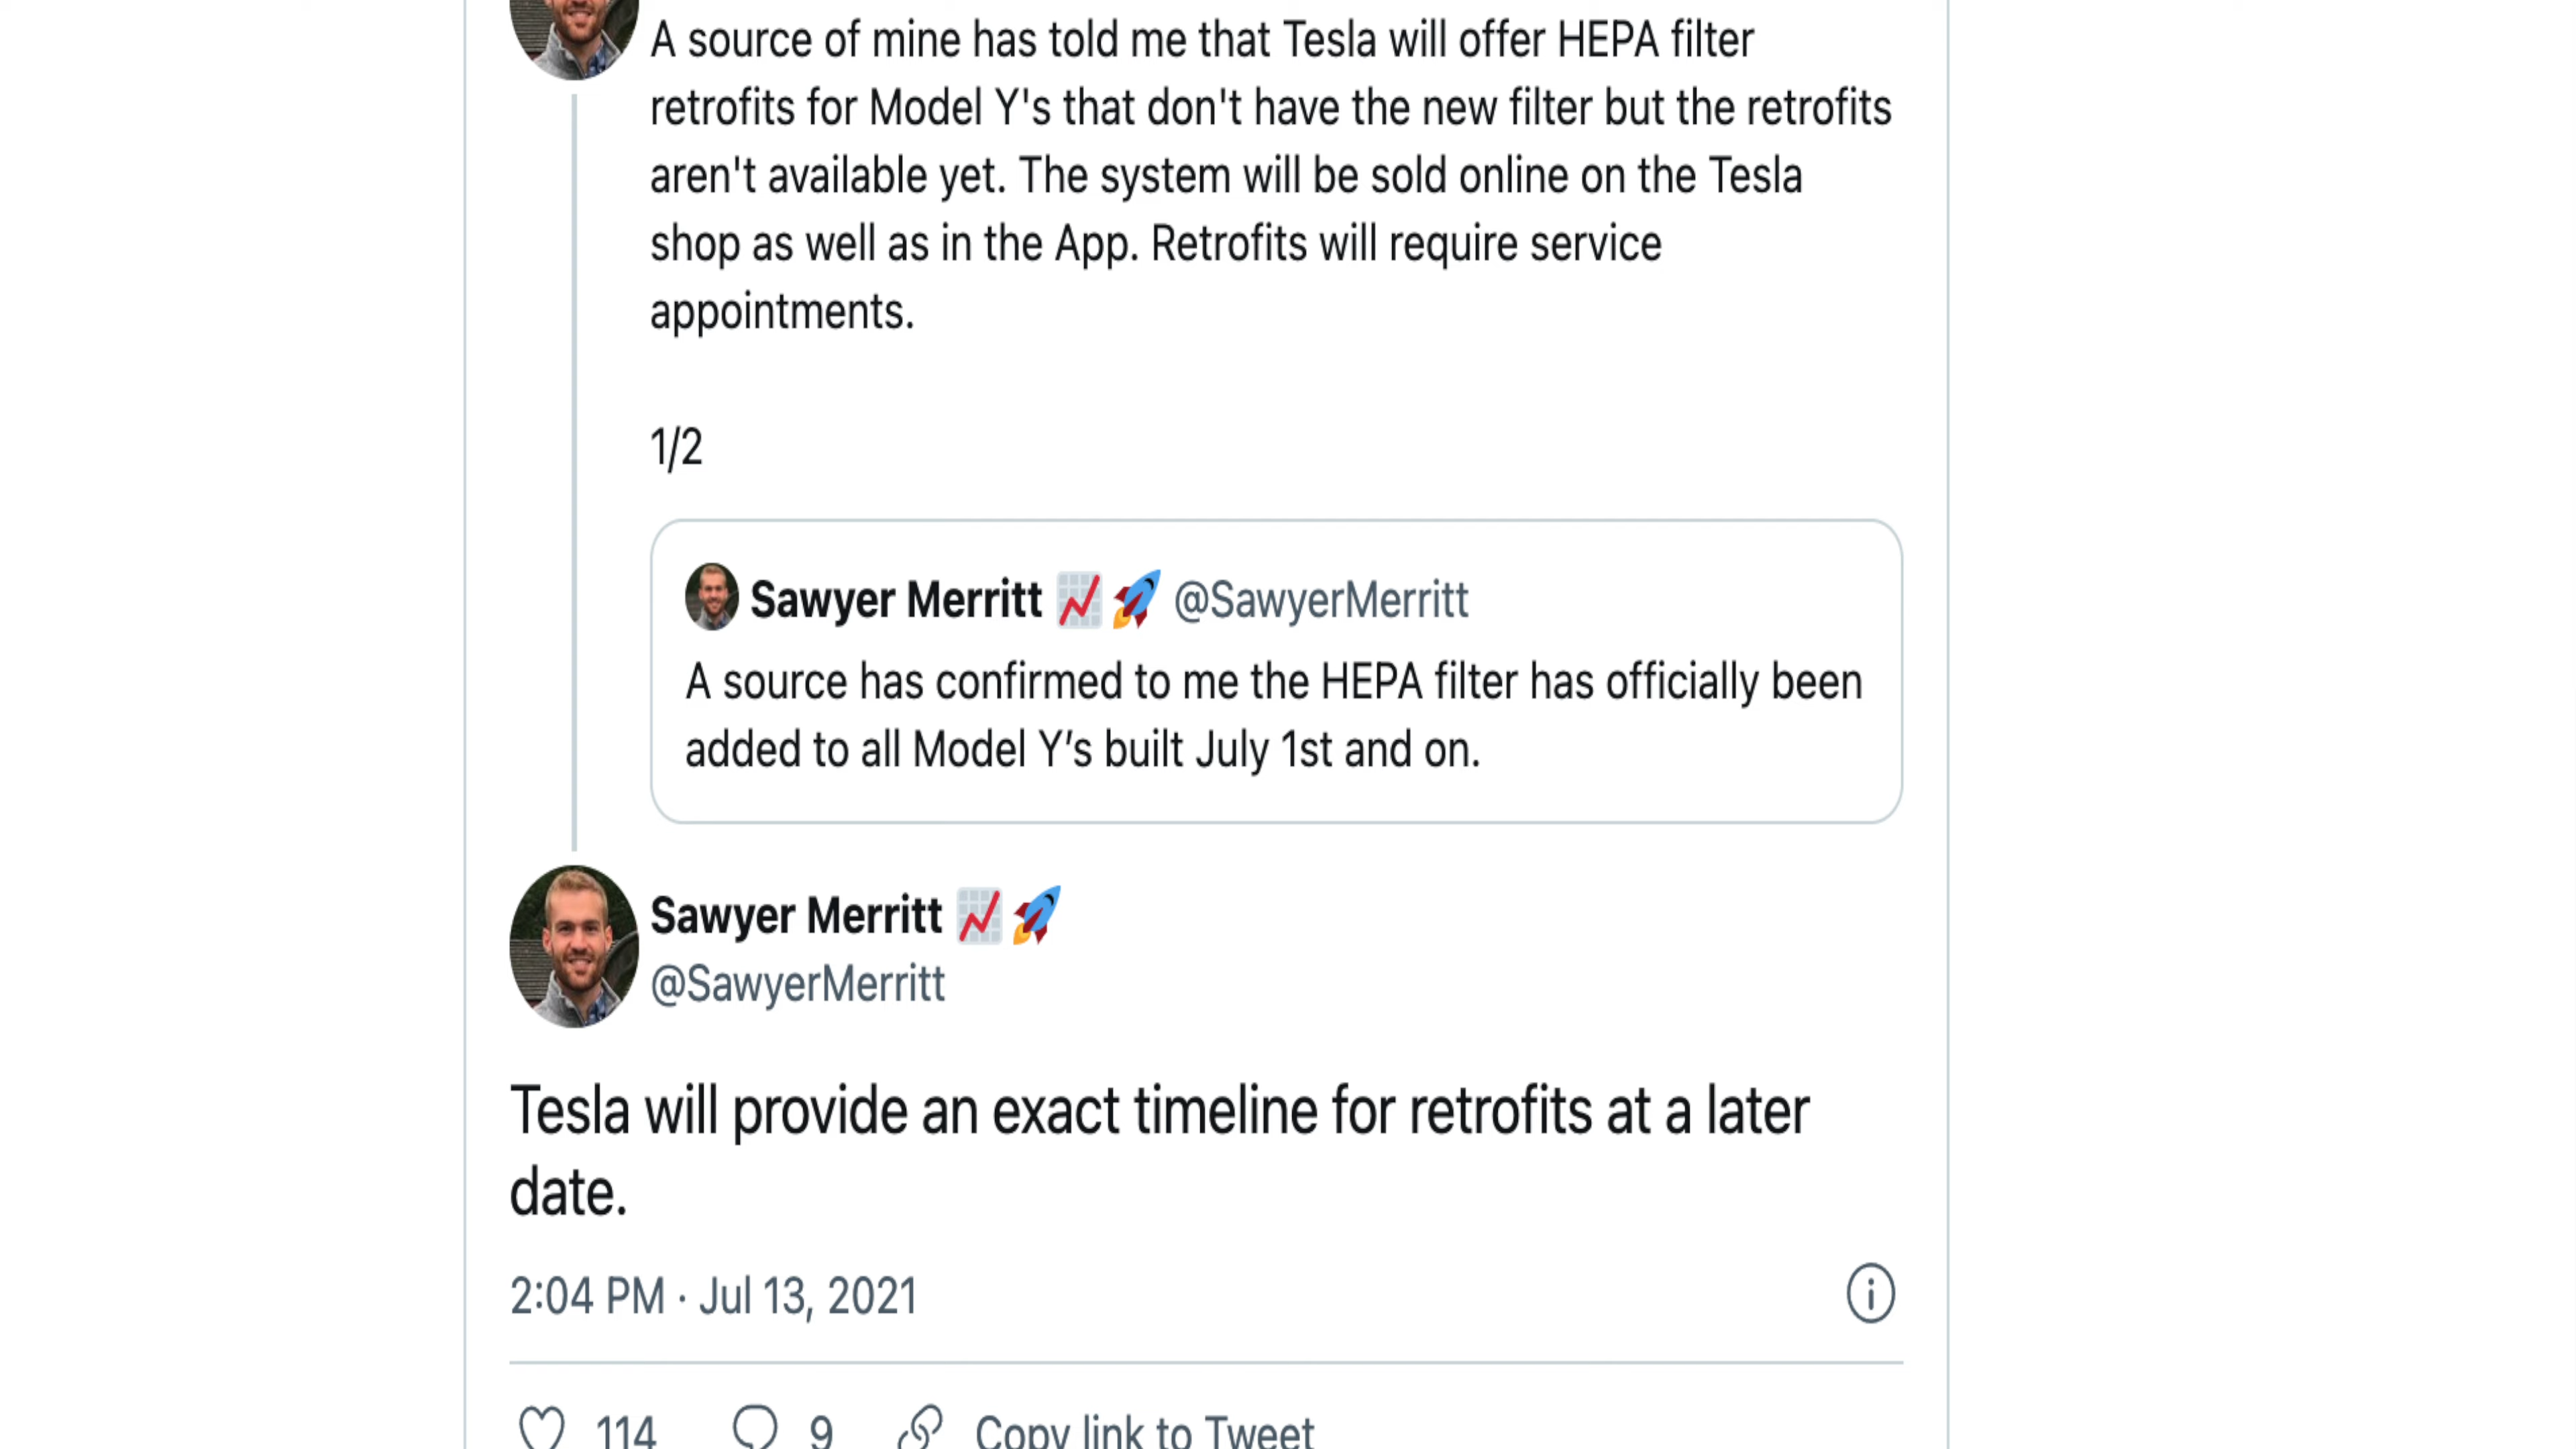 A source of mine has told me that Tesla will offer HEPA filter
retrofits for Model Y's that don't have the new filter but the retrofits
aren't available yet. The system will be sold online on the Tesla
shop as well as in the App. Retrofits will require service
appointments.
1/2
Sawyer Merritt 📈🚀 @SawyerMerritt
A source has confirmed to me the HEPA filter has officially been
added to all Model Y’s built July 1st and on.
Sawyer Merritt 📈🚀
@SawyerMerritt
Tesla will provide an exact timeline for retrofits at a later
date.
2:04 PM · Jul 13, 2021
114 9 Copy link to Tweet